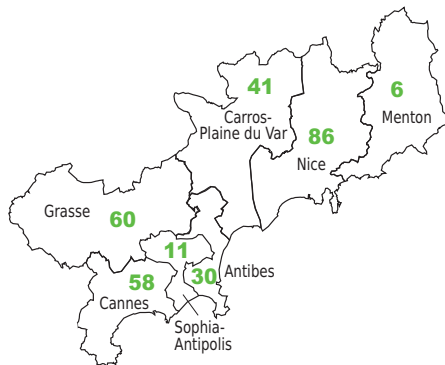 41
Carros-
Plaine du Var
6
Menton
86
Nice
Grasse
60
11
30
Antibes
58
Cannes
Sophia-
Antipolis